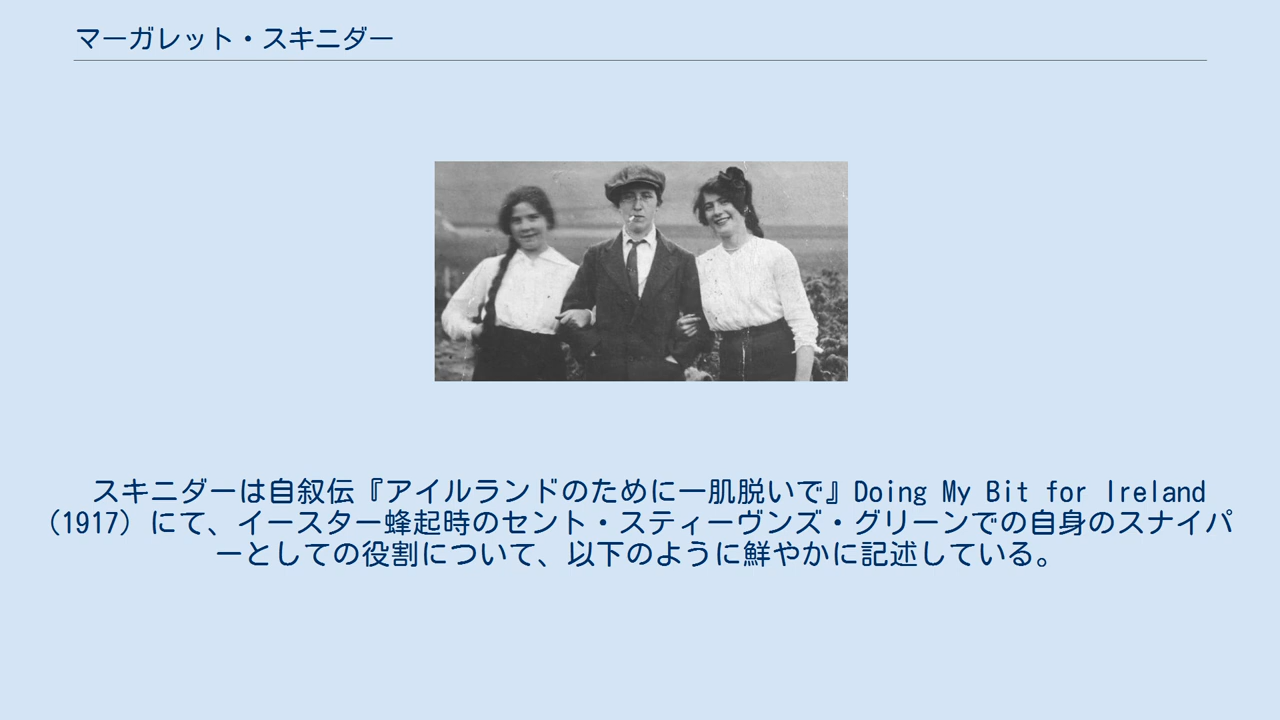 マーガレット・スキニダー
スキニダーは自叙伝『アイルランドのために一肌脱いで』Doing My Bit for Ireland
(1917) にて、イースター蜂起時のセント・スティーヴンズ・グリーンでの自身のスナイパ
ーとしての役割について、以下のように鮮やかに記述している。